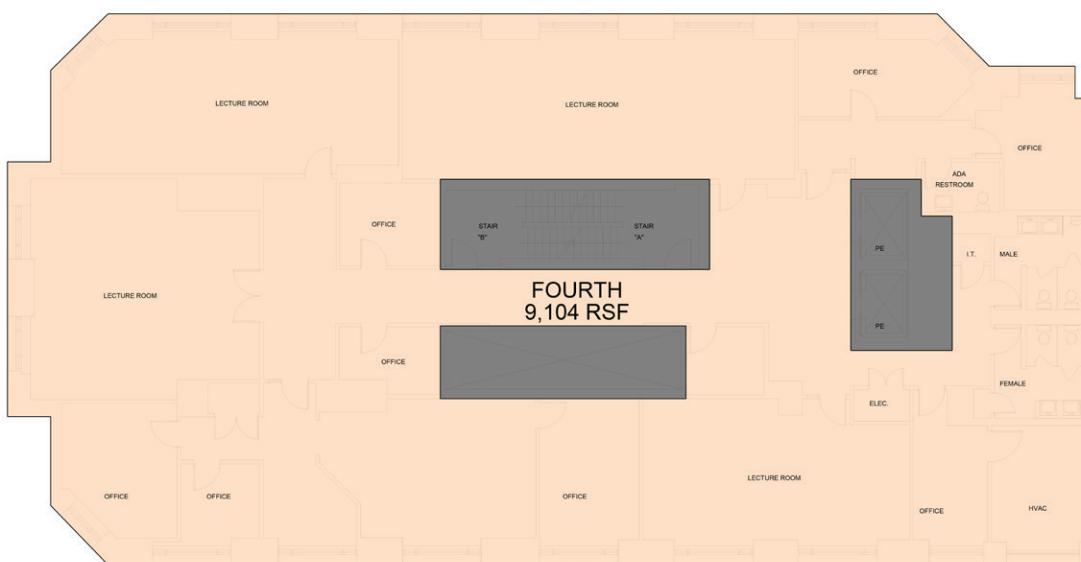 OFFICE
LECTURE ROOM
LECTURE ROOM
OFFICE
ADA
RESTROOM
OFFICE
STAIR
"B"
STAIR
"A"
PE
I.T.
MALE
LECTURE ROOM
FOURTH
9,104 RSF
PE
OFFICE
FEMALE
ELEC.
LECTURE ROOM
OFFICE
OFFICE
OFFICE
OFFICE
HVAC